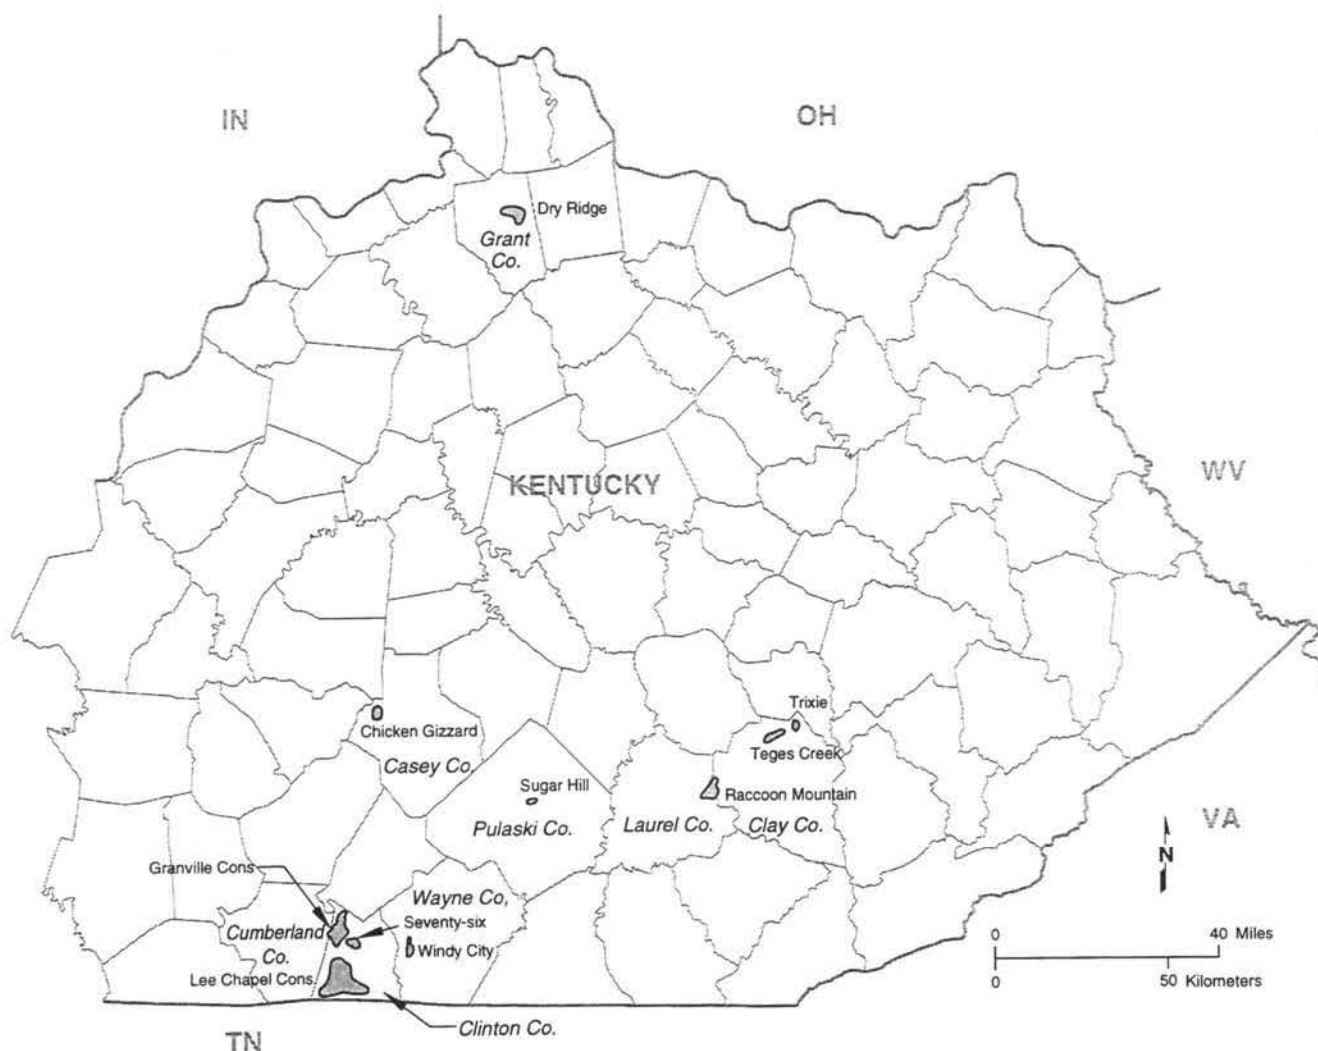 IN
OH
Dry Ridge
Grant
Co.
KENTUCKY
WV
Trixie
Chicken Gizzard
Teges Creek
Casey Co.
Sugar Hill
Raccoon Mountain
Pulaski Co.
Laurel Co.
Clay Co.
VA
N
Granville Cons
Wayne Co,
Seventy-six
Cumberland
Co.
Windy City
Lee Chapel Cons.
0
40 Miles
0
50 Kilometers
Clinton Co.
TN